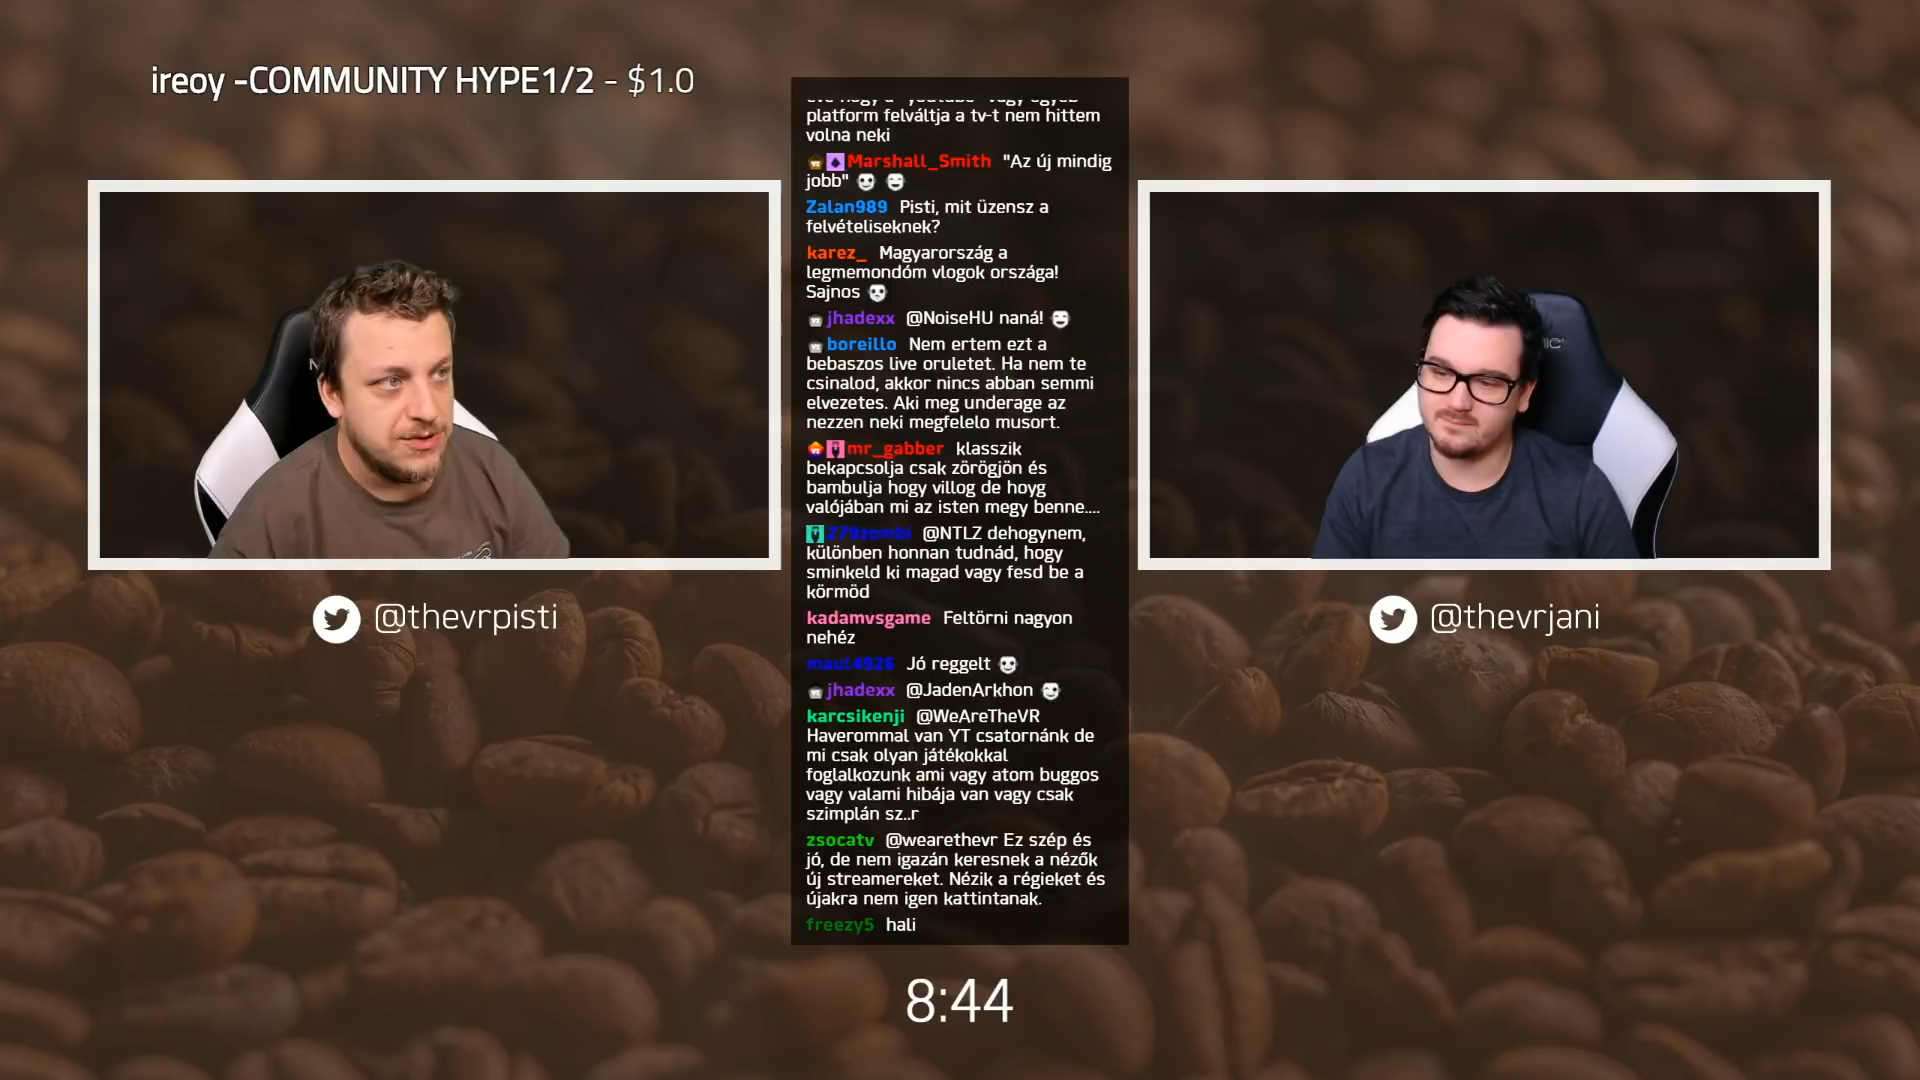 ireoy -COMMUNITY HYPE1/2 - $1.0
platform felváltja a tv-t nem hittem
volna neki
Marshall_Smith "Az új mindig
jobb"
Zalan989 Pisti, mit üzensz a
felvételiseknek?
karez_ Magyarország a
legmemondóm vlogok országa!
Sajnos
jhadexx @NoiseHU naná!
boreillo Nem ertem ezt a
bebaszos live oruletet. Ha nem te
csinalod, akkor nincs abban semmi
elvezetes. Aki meg underage az
nezzen neki megfelelo musort.
mr_gabber klasszik
bekapcsolja csak zörögjön és
bambulja hogy villog de hoyg
valójában mi az isten megy benne....
Z79zombi @NTLZ dehogynem,
különben honnan tudnád, hogy
sminkeld ki magad vagy fesd be a
körmöd
kadamvsgame Feltörni nagyon
nehéz
maul4926 Jó reggelt
jhadexx @JadenArkhon
karcsikenji @WeAreTheVR
Haverommal van YT csatornánk de
mi csak olyan játékokkal
foglalkozunk ami vagy atom buggos
vagy valami hibája van vagy csak
szimplán sz..r
zsocatv @wearethevr Ez szép és
jó, de nem igazán keresnek a nézők
új streamereket. Nézik a régieket és
újakra nem igen kattintanak.
freezy5 hali
@thevrpisti
@thevrjani
8:44